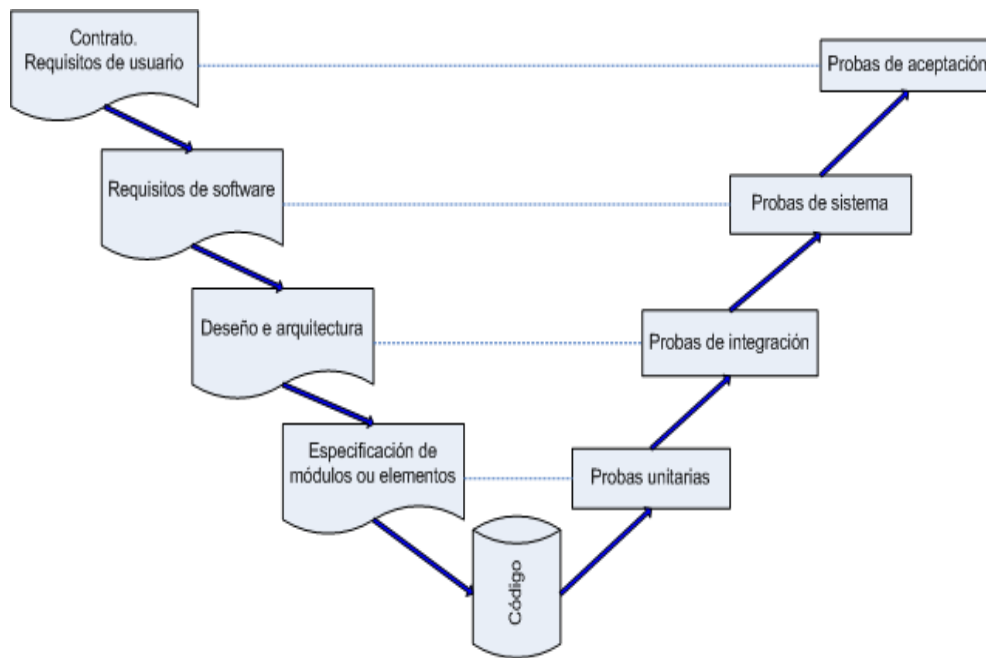 Contrato.
Requisitos de usuario
Probas de aceptación
Requisitos de software
Probas de sistema
Deseño e arquitectura
Probas de integración
Especificación de
módulos ou elementos
Probas unitarias
Código